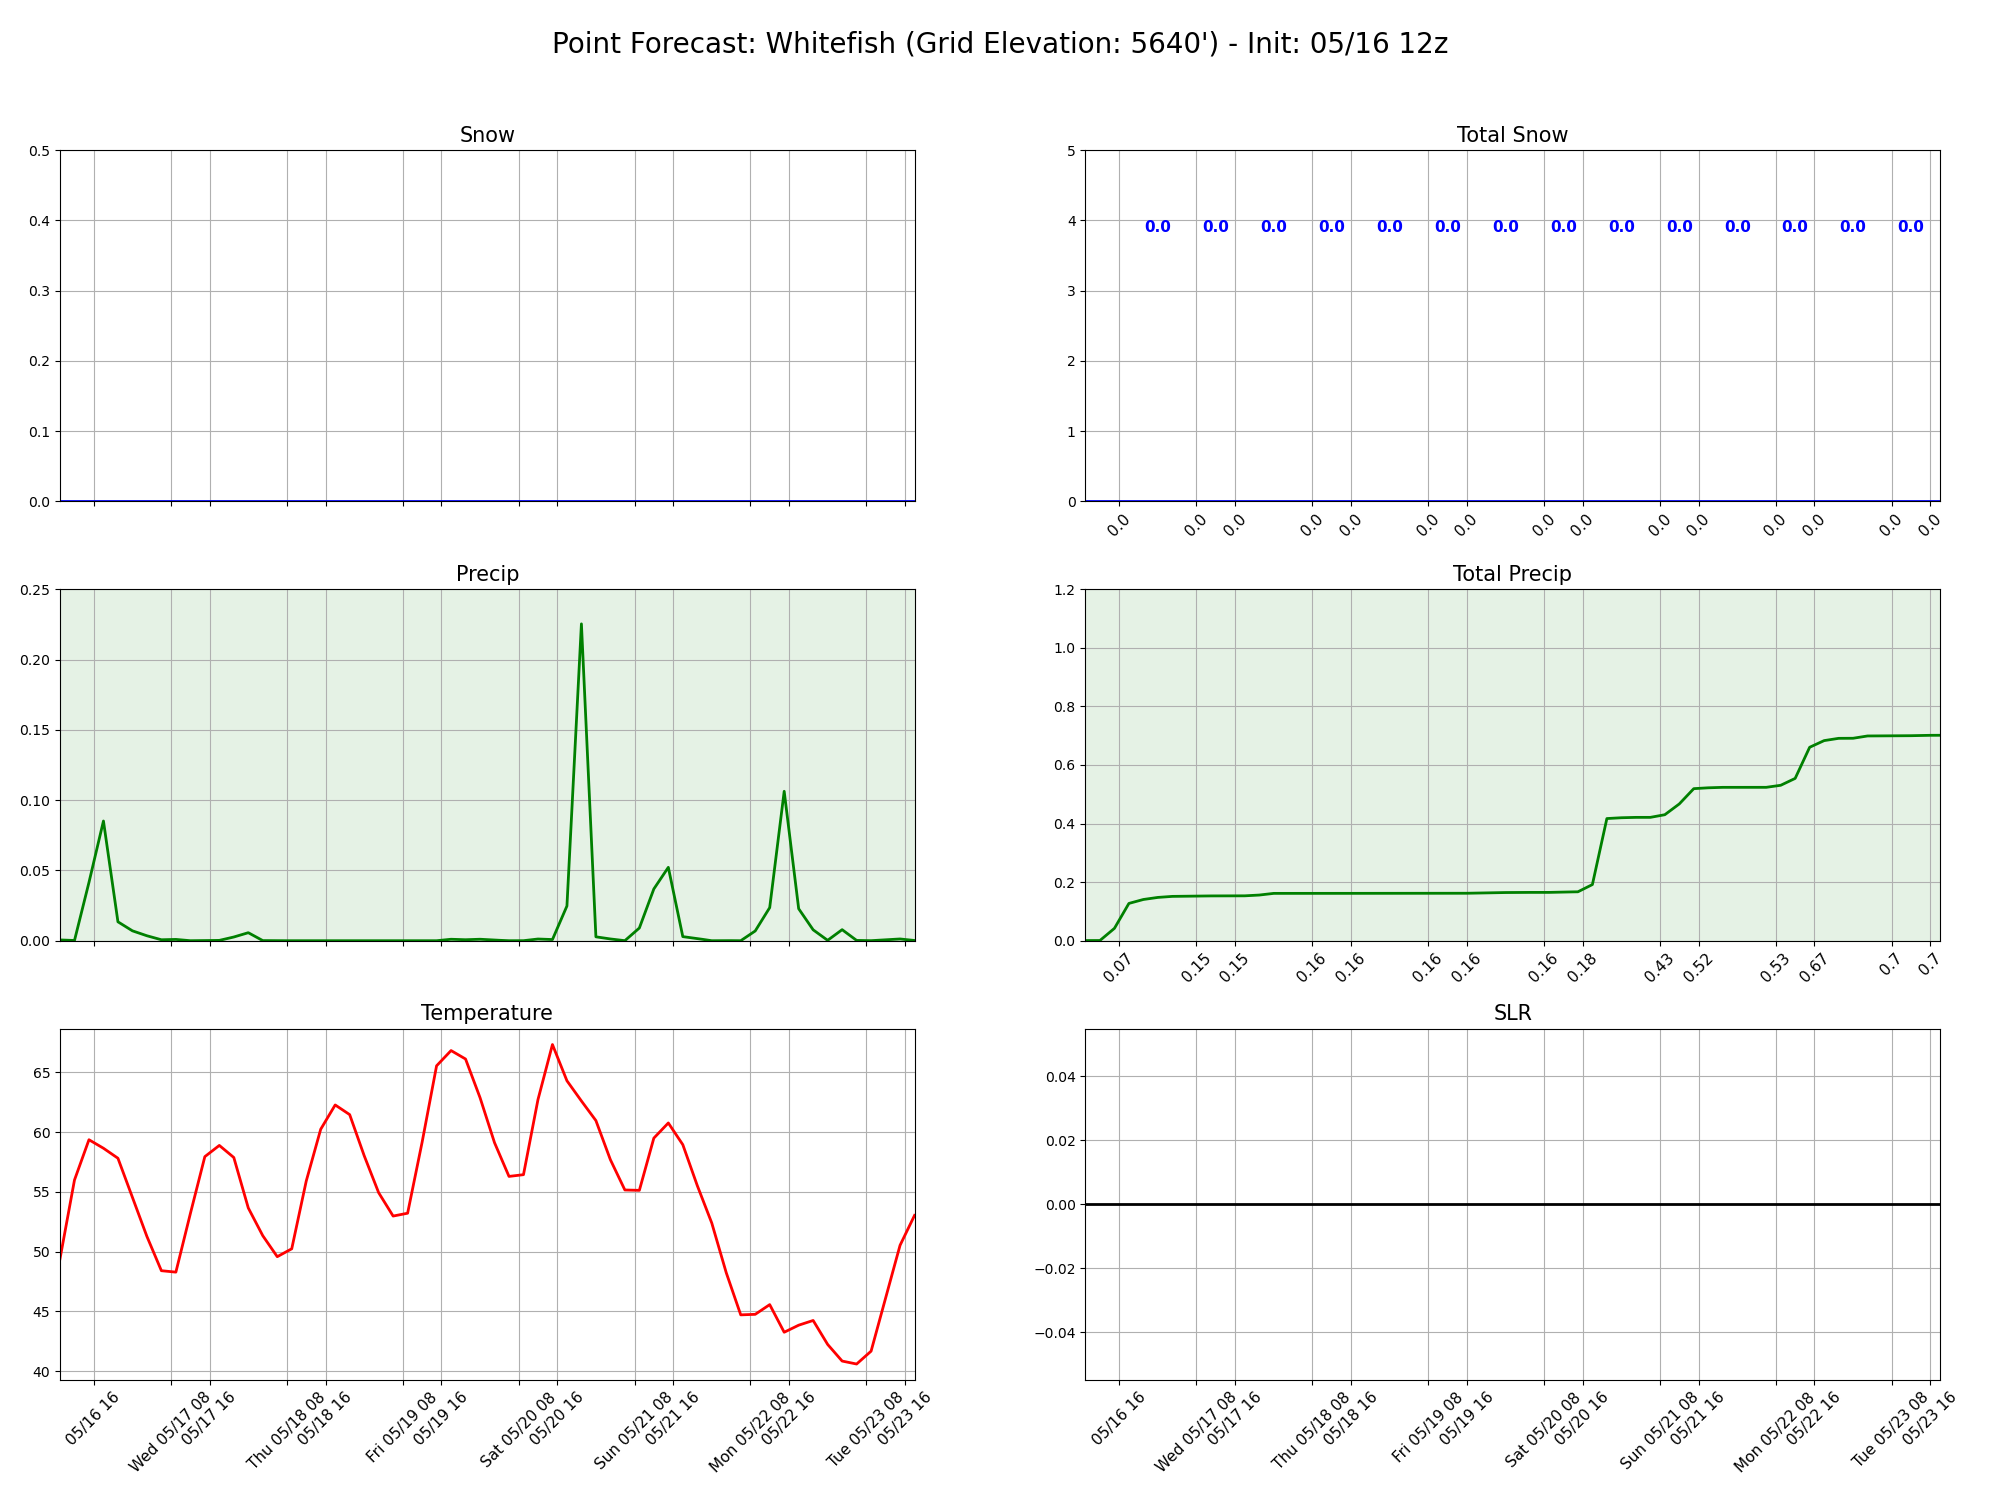 Point Forecast: Whitefish (Grid Elevation: 5640') - Init: 05/16 12z
Snow
0.5
0.4
0.3
0.2
0.1
0.0
Total Snow
5
4
3
2
1
0
0.0 0.0 0.0 0.0 0.0 0.0 0.0 0.0 0.0 0.0 0.0 0.0 0.0 0.0
0.0 0.0 0.0 0.0 0.0 0.0 0.0 0.0 0.0 0.0 0.0 0.0 0.0 0.0 0.0
Precip
0.25
0.20
0.15
0.10
0.05
0.00
Total Precip
1.2
1.0
0.8
0.6
0.4
0.2
0.0
0.07 0.15 0.15 0.16 0.16 0.16 0.16 0.16 0.18 0.43 0.52 0.53 0.67 0.7 0.7
Temperature
65
60
55
50
45
40
05/16 16
Wed 05/17 08
05/17 16
Thu 05/18 08
05/18 16
Fri 05/19 08
05/19 16
Sat 05/20 08
05/20 16
Sun 05/21 08
05/21 16
Mon 05/22 08
05/22 16
Tue 05/23 08
05/23 16
SLR
0.04
0.02
0.00
−0.02
−0.04
05/16 16
Wed 05/17 08
05/17 16
Thu 05/18 08
05/18 16
Fri 05/19 08
05/19 16
Sat 05/20 08
05/20 16
Sun 05/21 08
05/21 16
Mon 05/22 08
05/22 16
Tue 05/23 08
05/23 16